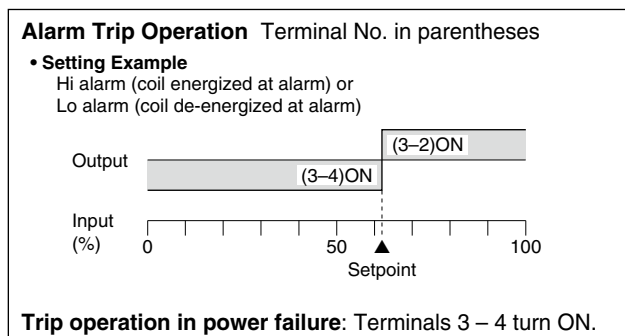 Alarm Trip Operation Terminal No. in parentheses
• Setting Example
Hi alarm (coil energized at alarm) or
Lo alarm (coil de-energized at alarm)
(3–2)ON
Output
(3–4)ON
Input
(%)
0 50 100
Setpoint
Trip operation in power failure: Terminals 3 – 4 turn ON.